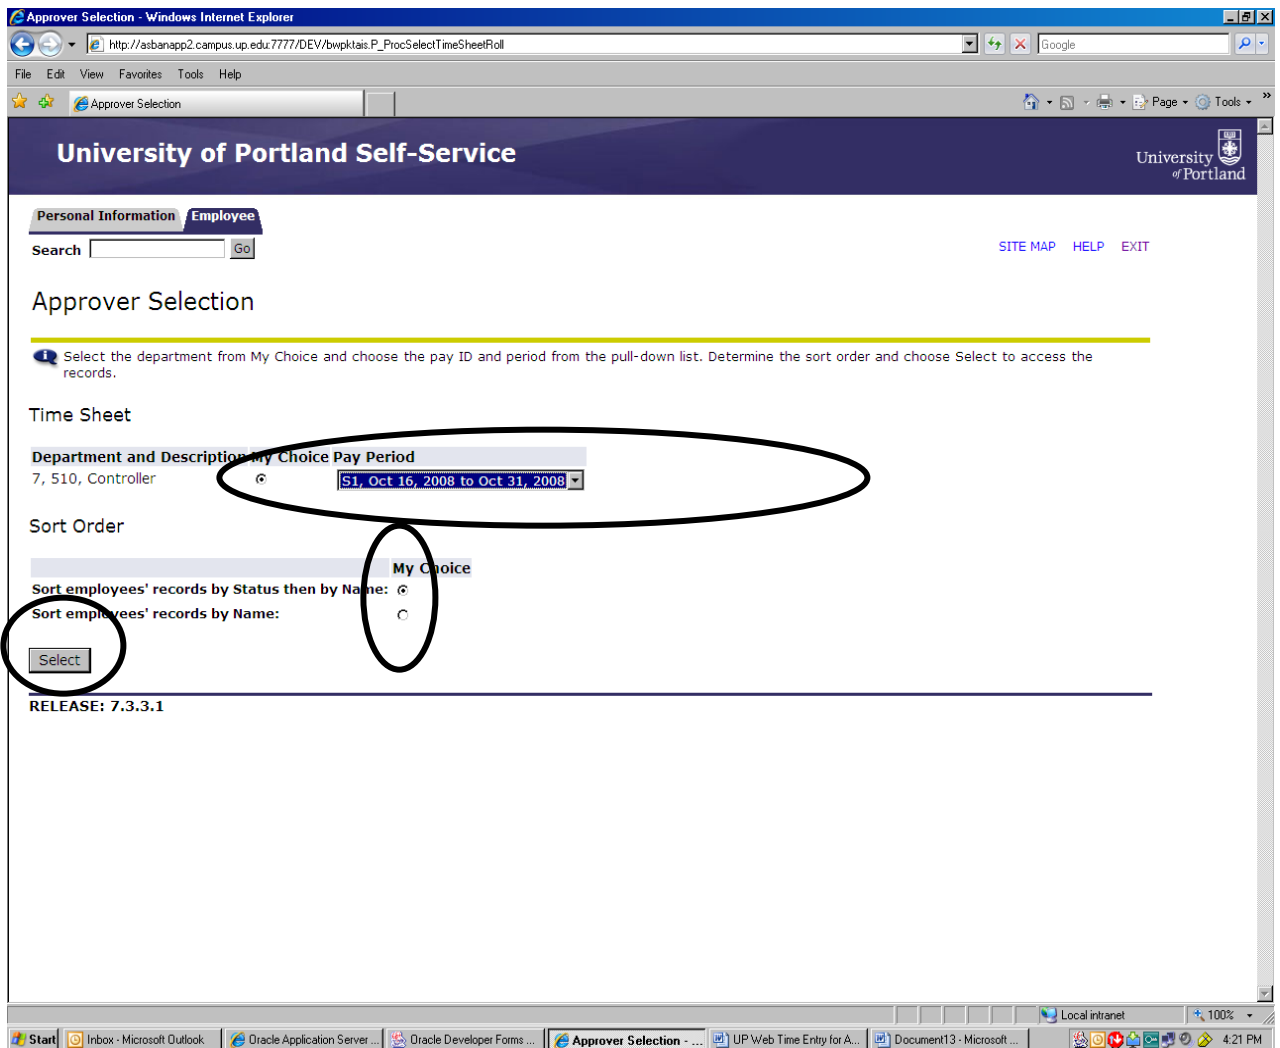 Approver Selection - Windows Internet Explorer
http://asbanapp2.campus.up.edu:7777/DEV/bwpktais.P_ProcSelectTimeSheetRoll
Google
File Edit View Favorites Tools Help
Approver Selection
Page Tools »
University of Portland Self-Service
University
of Portland
Personal Information Employee
Search Go
SITE MAP HELP EXIT
Approver Selection
Select the department from My Choice and choose the pay ID and period from the pull-down list. Determine the sort order and choose Select to access the
records.
Time Sheet
Department and Description My Choice Pay Period
7, 510, Controller S1, Oct 16, 2008 to Oct 31, 2008
Sort Order
My Choice
Sort employees' records by Status then by Name:
Sort employees' records by Name:
Select
RELEASE: 7.3.3.1
Local intranet 100%
Start Inbox - Microsoft Outlook Oracle Application Server ... Oracle Developer Forms ... Approver Selection - ... UP Web Time Entry for A... Document13 - Microsoft ... 4:21 PM